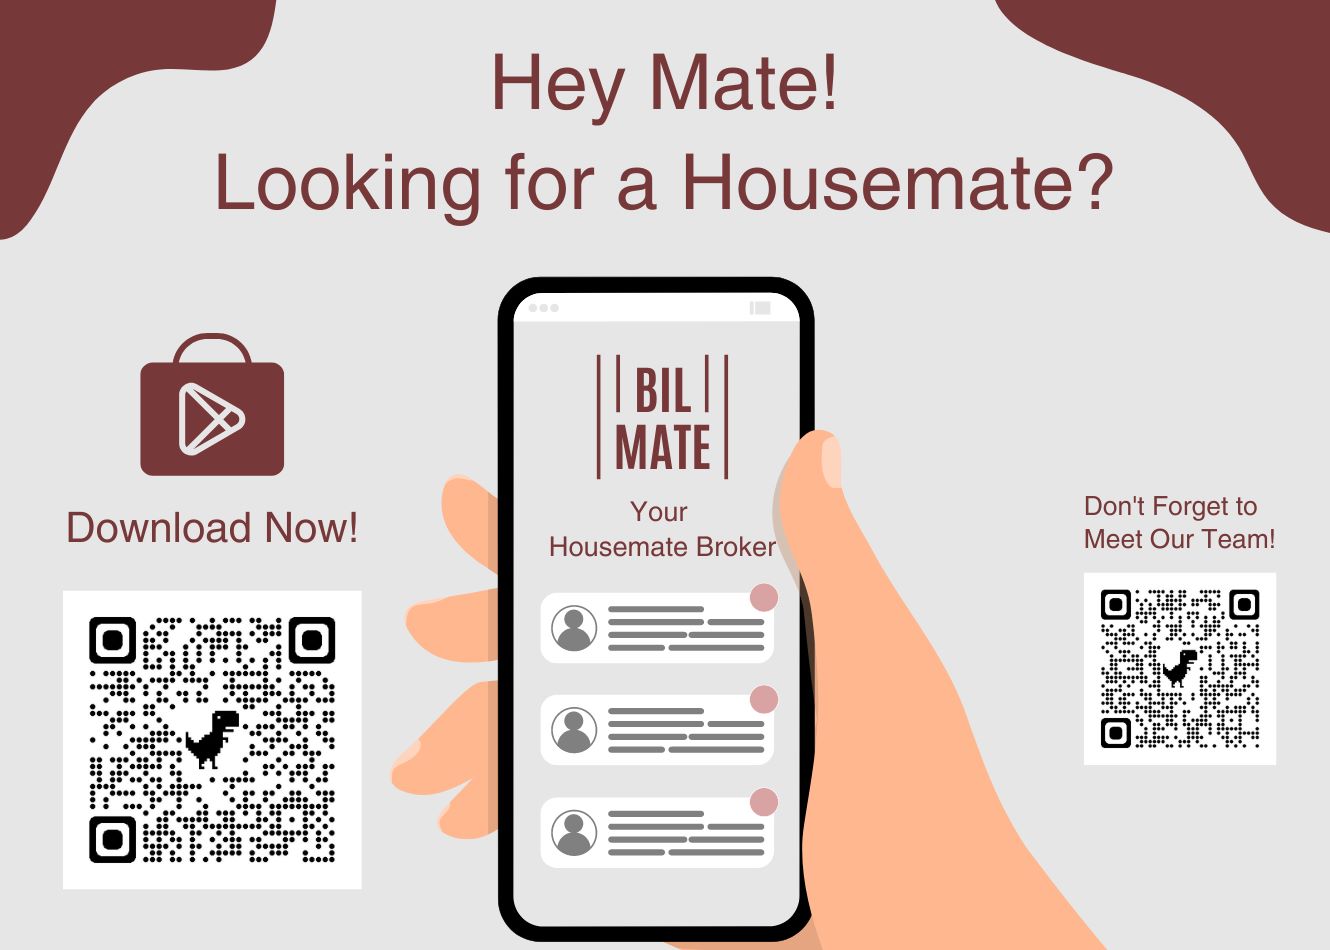 Hey Mate!
Looking for a Housemate?
BIL
MATE
Your
Housemate Broker
Download Now!
Don't Forget to
Meet Our Team!